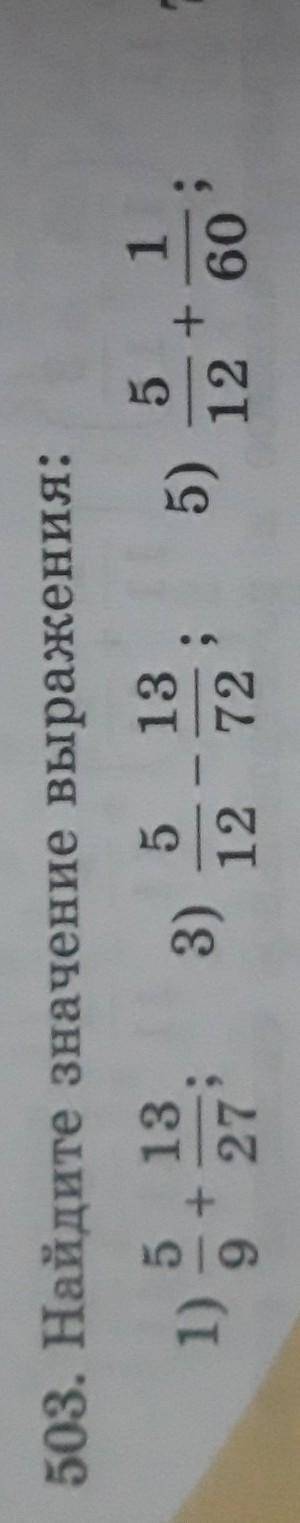 503. Найдите значение выражения:
1) 5/9 + 13/27; 3) 5/12 − 13/72; 5) 5/12 + 1/60;